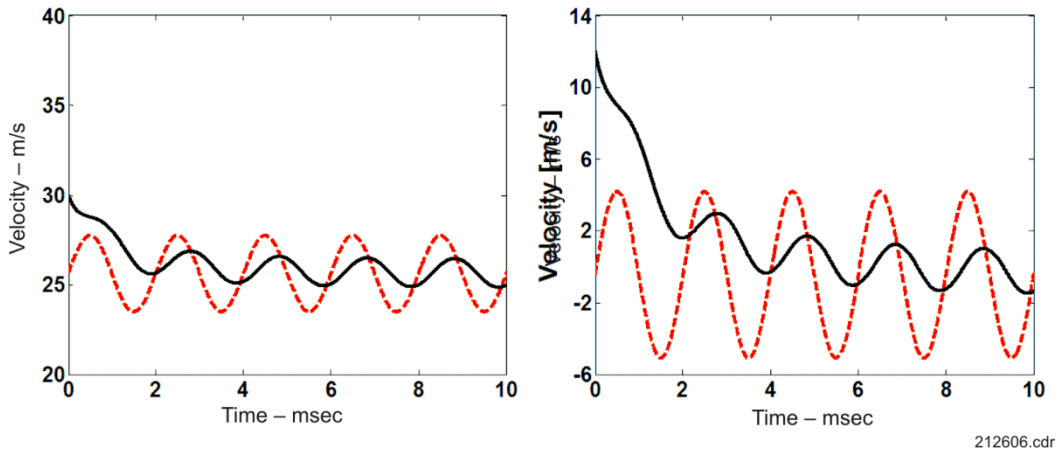 40
35
30
25
20
Velocity – m/s
0 2 4 6 8 10
Time – msec
14
10
6
2
-2
-6
Velocity [m/s]
Velocity – m/s
0 2 4 6 8 10
Time – msec
212606.cdr